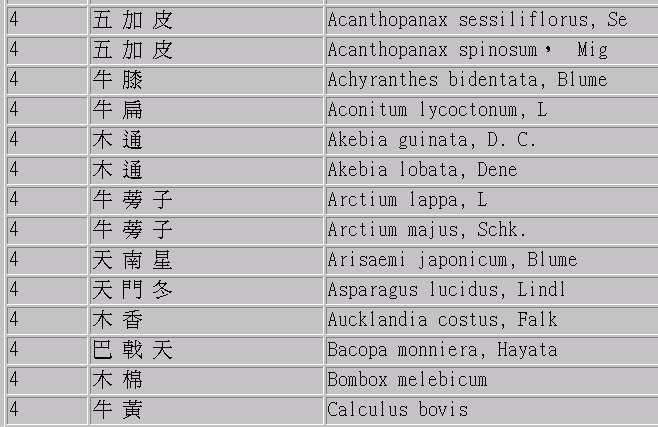 4 五加皮 Acanthopanax sessiliflorus, Se
4 五加皮 Acanthopanax spinosum， Mig
4 牛膝 Achyranthes bidentata, Blume
4 牛扁 Aconitum lycoctonum, L
4 木通 Akebia guinata, D. C.
4 木通 Akebia lobata, Dene
4 牛蒡子 Arctium lappa, L
4 牛蒡子 Arctium majus, Schk.
4 天南星 Arisaemi japonicum, Blume
4 天門冬 Asparagus lucidus, Lindl
4 木香 Aucklandia costus, Falk
4 巴戟天 Bacopa monniera, Hayata
4 木棉 Bombox melebicum
4 牛黃 Calculus bovis